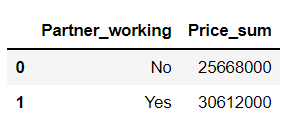 Partner_working Price_sum
0 No 25668000
1 Yes 30612000